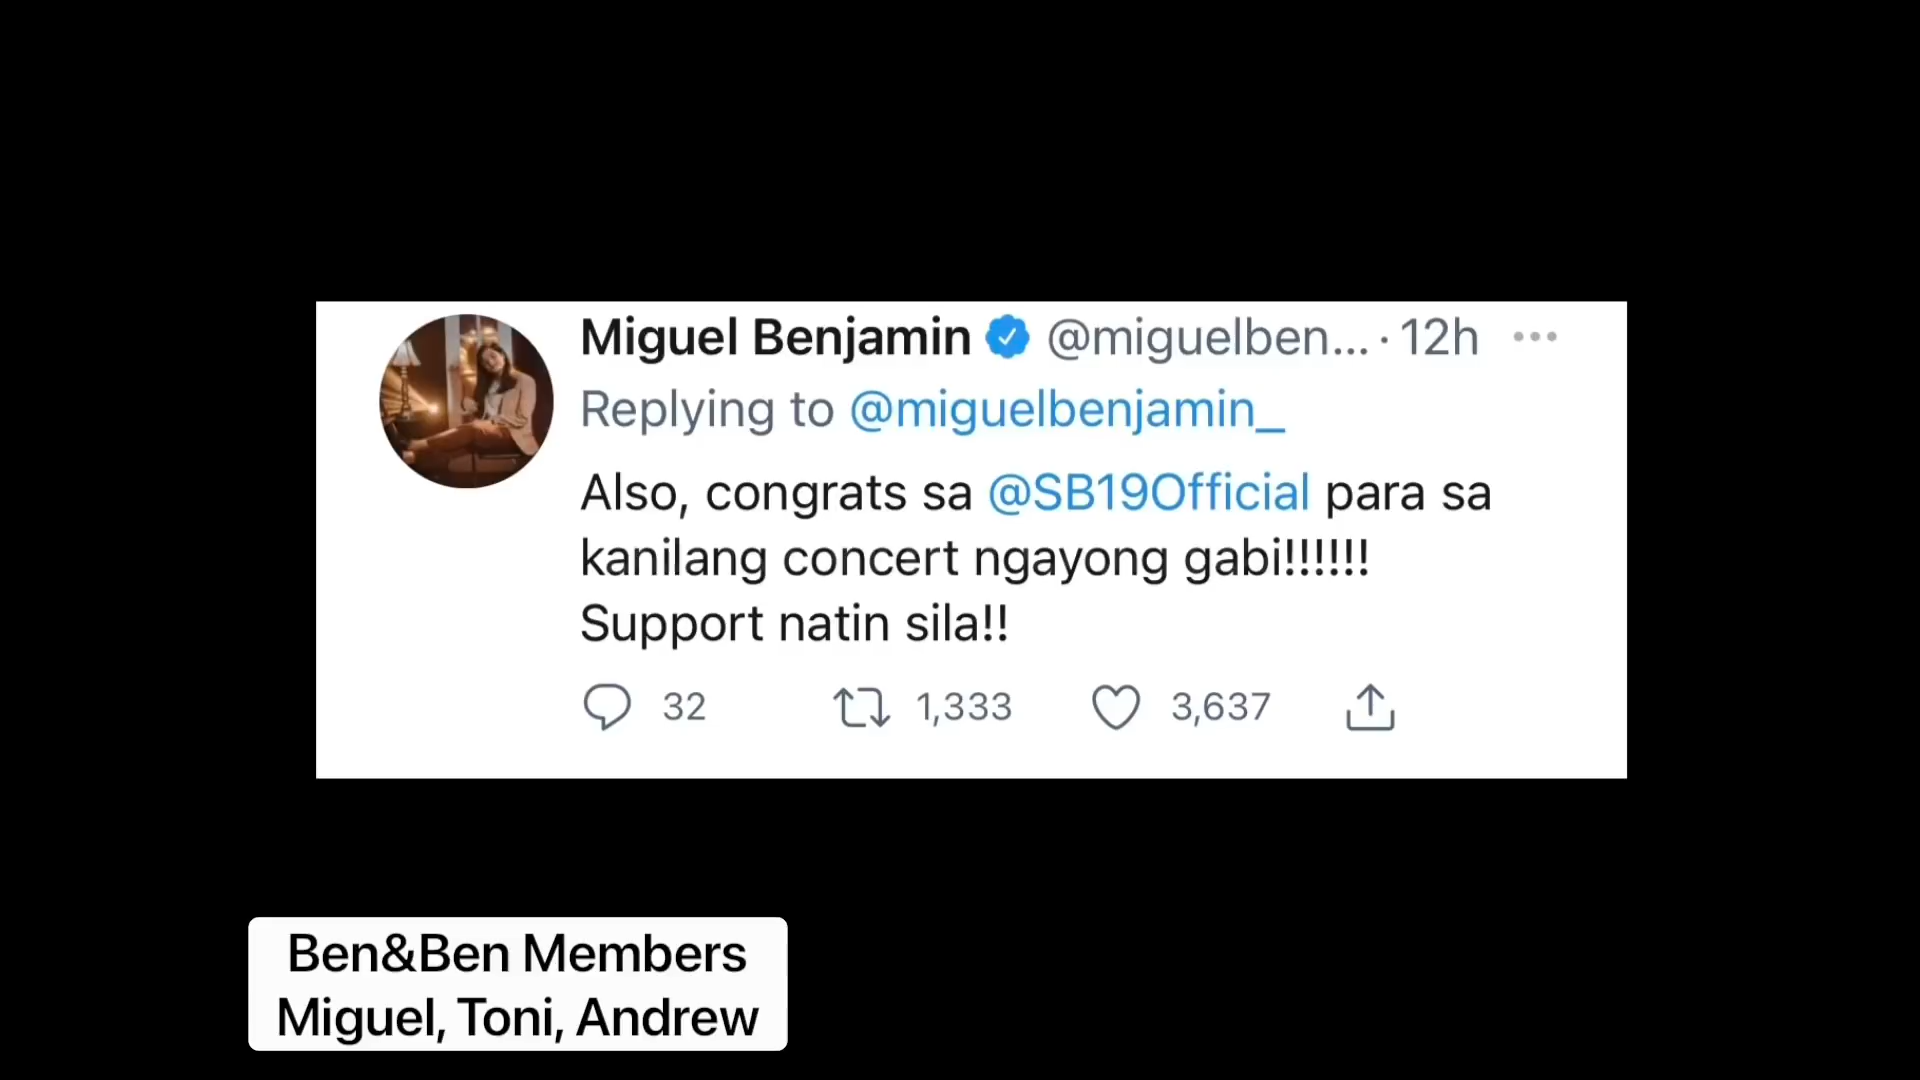 Miguel Benjamin @miguelben... · 12h
Replying to @miguelbenjamin_
Also, congrats sa @SB19Official para sa
kanilang concert ngayong gabi!!!!!!
Support natin sila!!
32 1,333 3,637
Ben&Ben Members
Miguel, Toni, Andrew